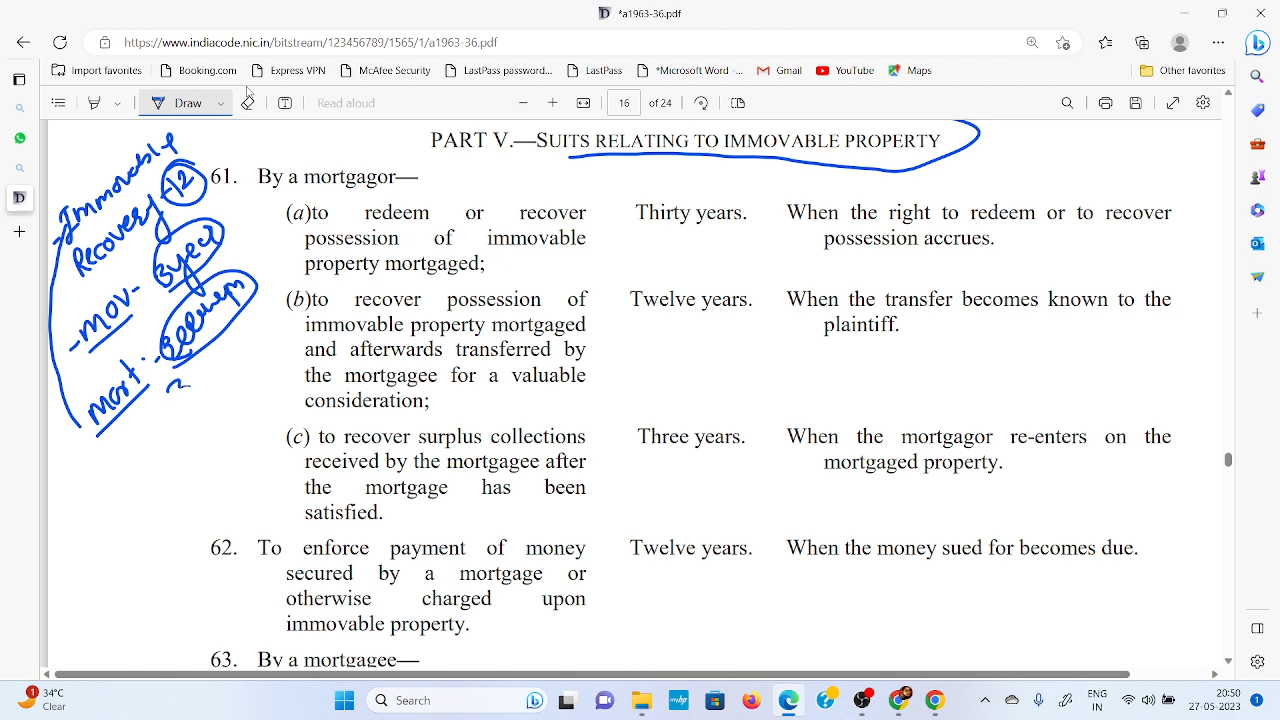 *a1963-36.pdf
https://www.indiacode.nic.in/bitstream/123456789/1565/1/a1963-36.pdf
Import favorites
Booking.com
Express VPN
McAfee Security
LastPass password...
LastPass
*Microsoft Word -...
Gmail
YouTube
Maps
Other favorites
Draw
Read aloud
16
of 24
PART V.—SUITS RELATING TO IMMOVABLE PROPERTY
61. By a mortgagor—
(a)to redeem or recover Thirty years. When the right to redeem or to recover
possession of immovable possession accrues.
property mortgaged;
(b)to recover possession of Twelve years. When the transfer becomes known to the
immovable property mortgaged plaintiff.
and afterwards transferred by
the mortgagee for a valuable
consideration;
(c) to recover surplus collections Three years. When the mortgagor re-enters on the
received by the mortgagee after mortgaged property.
the mortgage has been
satisfied.
62. To enforce payment of money Twelve years. When the money sued for becomes due.
secured by a mortgage or
otherwise charged upon
immovable property.
63. By a mortgagee—
-Immovable
Recovery -12
-mov- 3year
mort.
1
34°C
Clear
Search
ENG
IN
20:50
27-05-2023
1